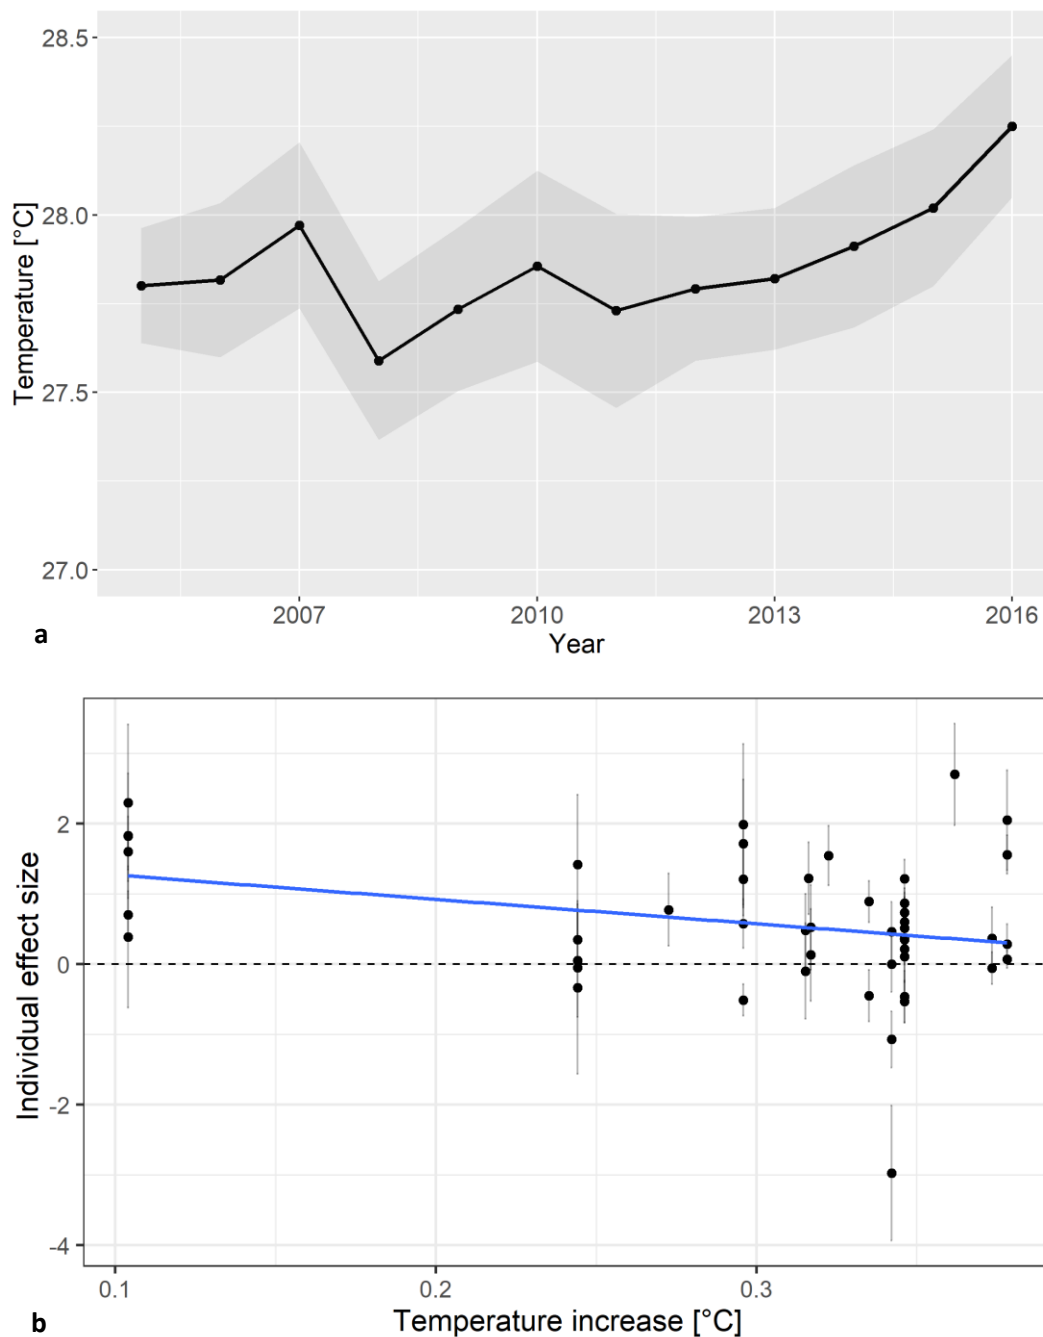 28.5
28.0
27.5
27.0
Temperature [°C]
2007 2010 2013 2016
Year
a
2
0
-2
-4
Individual effect size
0.1 0.2 0.3
Temperature increase [°C]
b